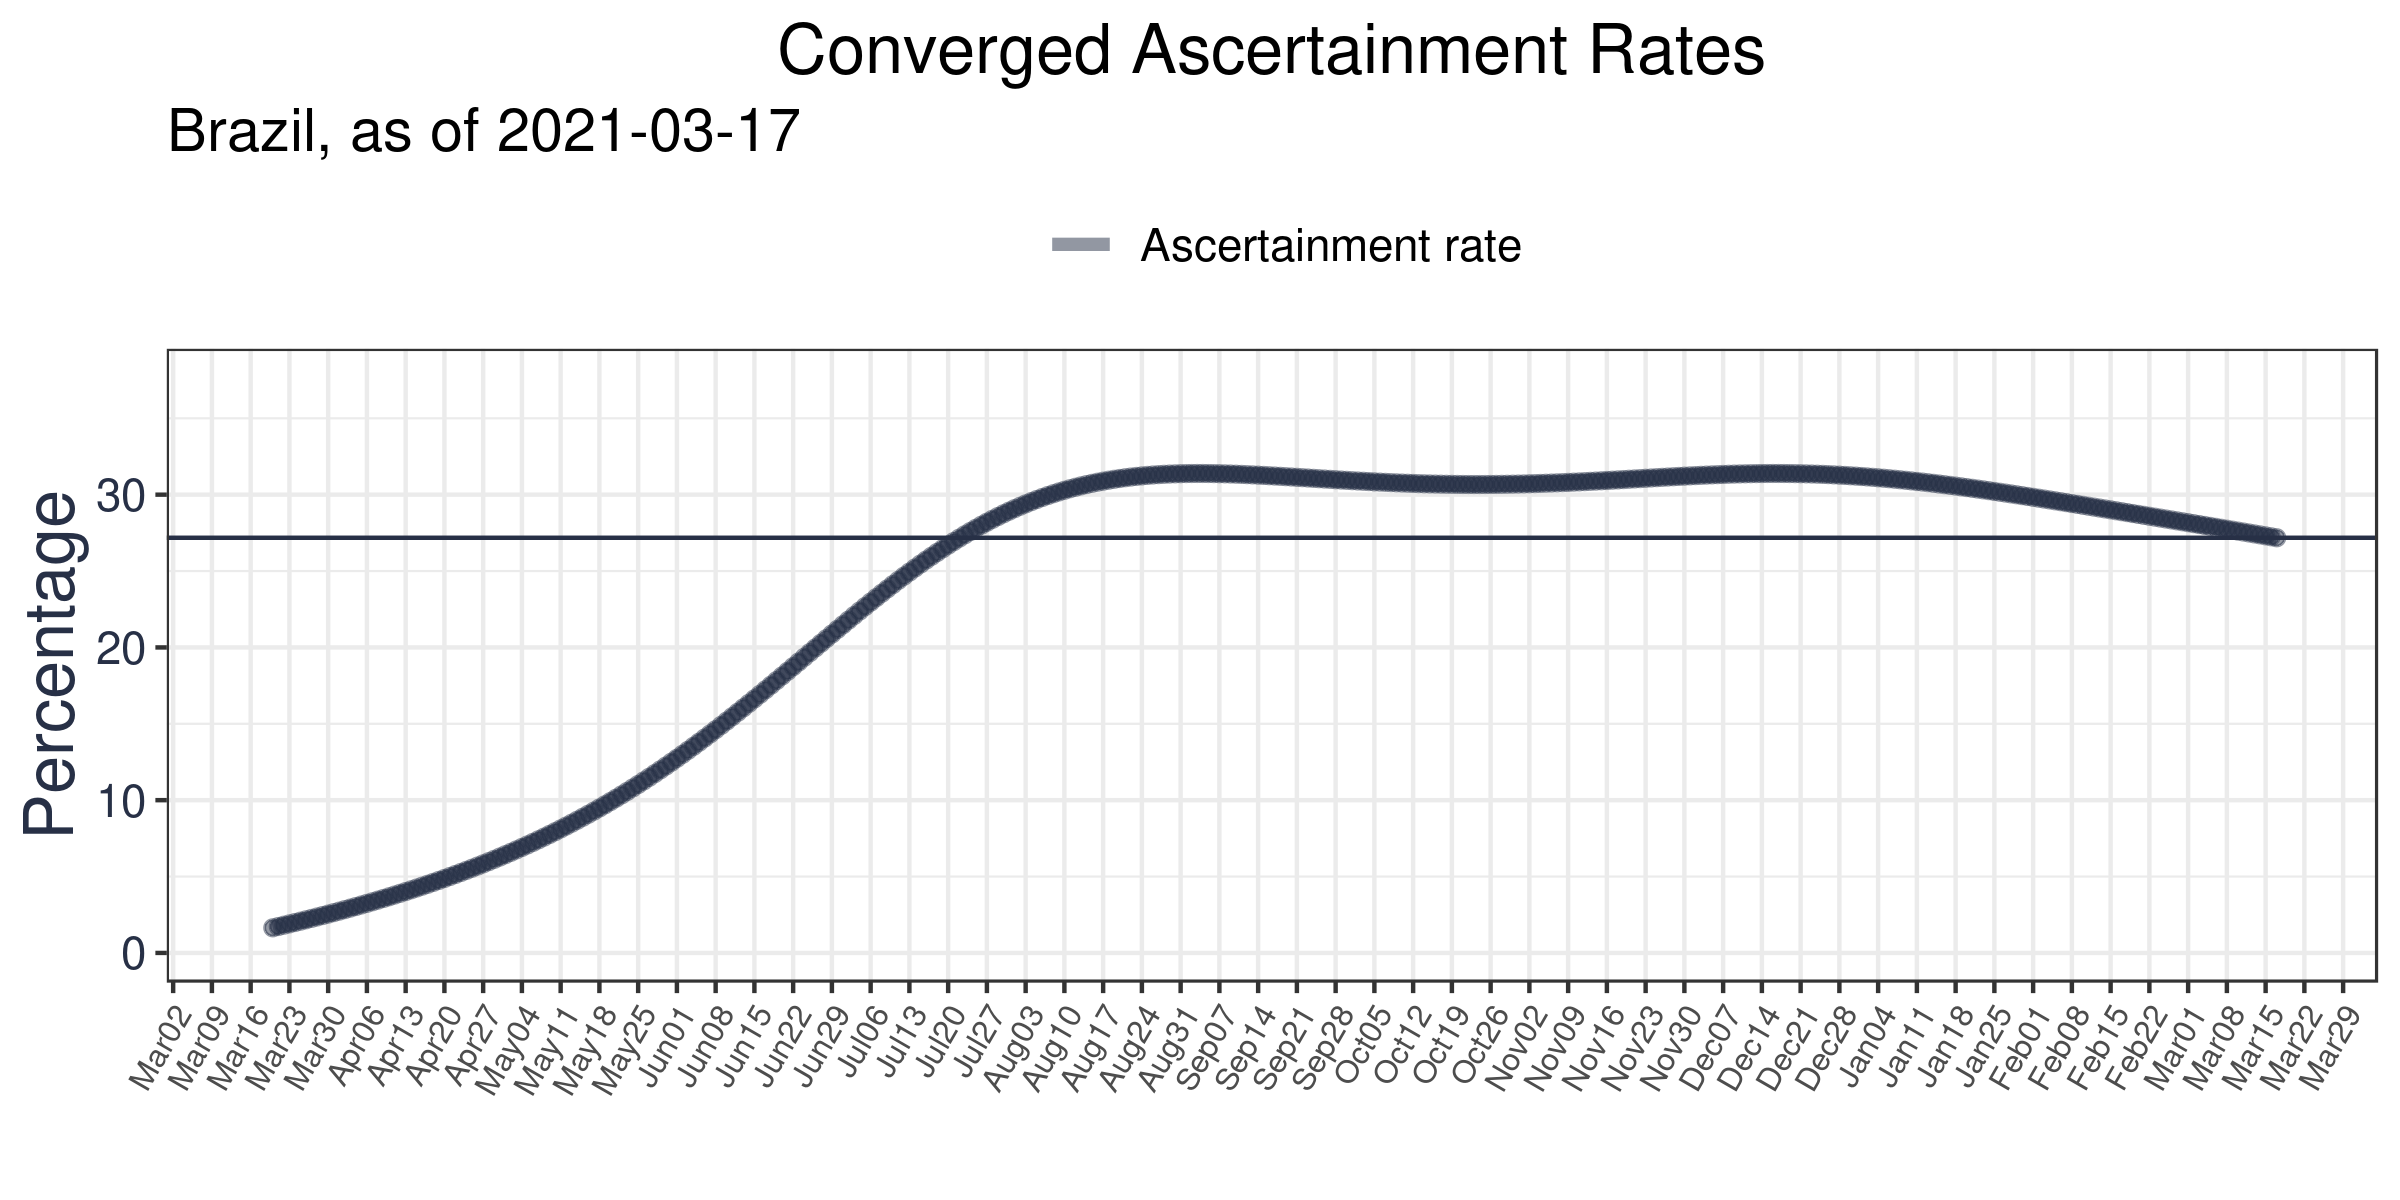 Converged Ascertainment Rates
Brazil, as of 2021-03-17
Ascertainment rate
Percentage
30
20
10
0
Mar02
Mar09
Mar16
Mar23
Mar30
Apr06
Apr13
Apr20
Apr27
May04
May11
May18
May25
Jun01
Jun08
Jun15
Jun22
Jun29
Jul06
Jul13
Jul20
Jul27
Aug03
Aug10
Aug17
Aug24
Aug31
Sep07
Sep14
Sep21
Sep28
Oct05
Oct12
Oct19
Oct26
Nov02
Nov09
Nov16
Nov23
Nov30
Dec07
Dec14
Dec21
Dec28
Jan04
Jan11
Jan18
Jan25
Feb01
Feb08
Feb15
Feb22
Mar01
Mar08
Mar15
Mar22
Mar29